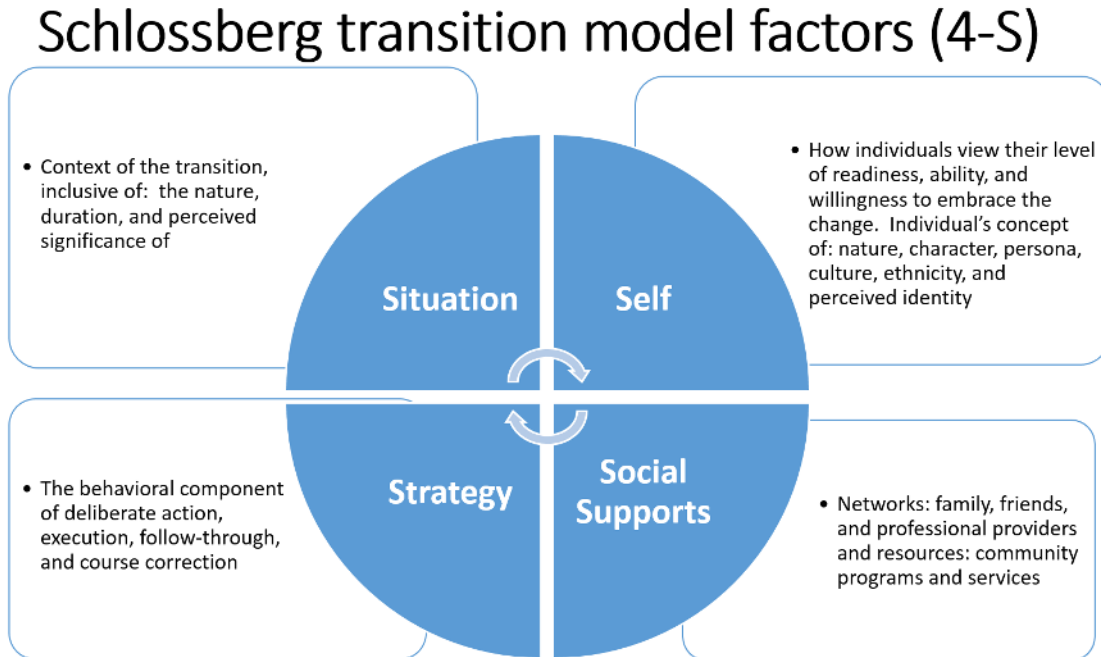 Schlossberg transition model factors (4-S)
• Context of the transition,
inclusive of:  the nature,
duration, and perceived
significance of
• How individuals view their level
of readiness, ability, and
willingness to embrace the
change.  Individual’s concept
of: nature, character, persona,
culture, ethnicity, and
perceived identity
Situation
Self
Strategy
Social
Supports
• The behavioral component
of deliberate action,
execution, follow-through,
and course correction
• Networks: family, friends,
and professional providers
and resources: community
programs and services